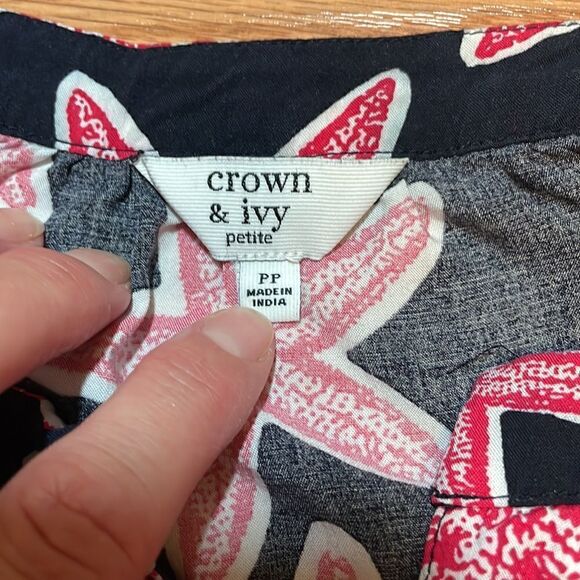 crown
& ivy
petite
PP
MADE IN
INDIA